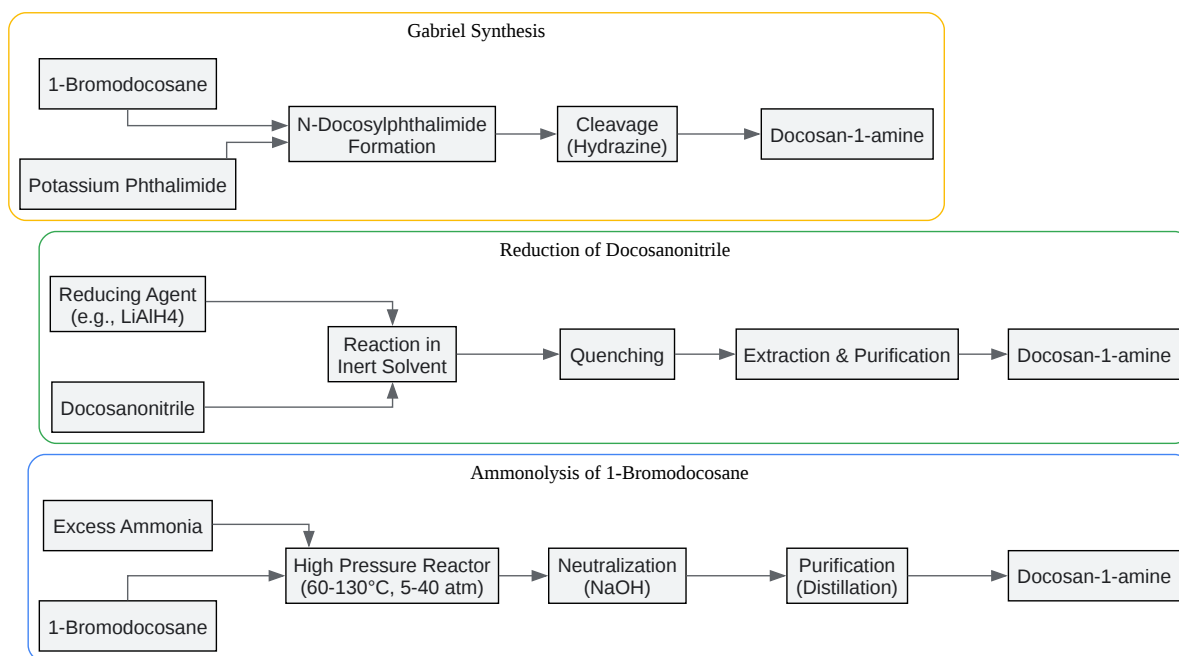 Gabriel Synthesis
1-Bromodocosane
Potassium Phthalimide
N-Docosylphthalimide
Formation
Cleavage
(Hydrazine)
Docosan-1-amine
Reduction of Docosanonitrile
Reducing Agent
(e.g., LiAlH4)
Docosanonitrile
Reaction in
Inert Solvent
Quenching
Extraction & Purification
Docosan-1-amine
Ammonolysis of 1-Bromodocosane
Excess Ammonia
1-Bromodocosane
High Pressure Reactor
(60-130°C, 5-40 atm)
Neutralization
(NaOH)
Purification
(Distillation)
Docosan-1-amine